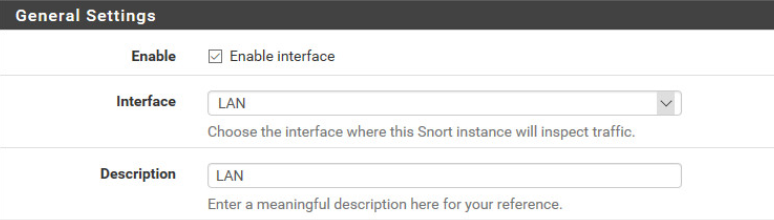 General Settings
Enable Enable interface
Interface LAN
Choose the interface where this Snort instance will inspect traffic.
Description LAN
Enter a meaningful description here for your reference.